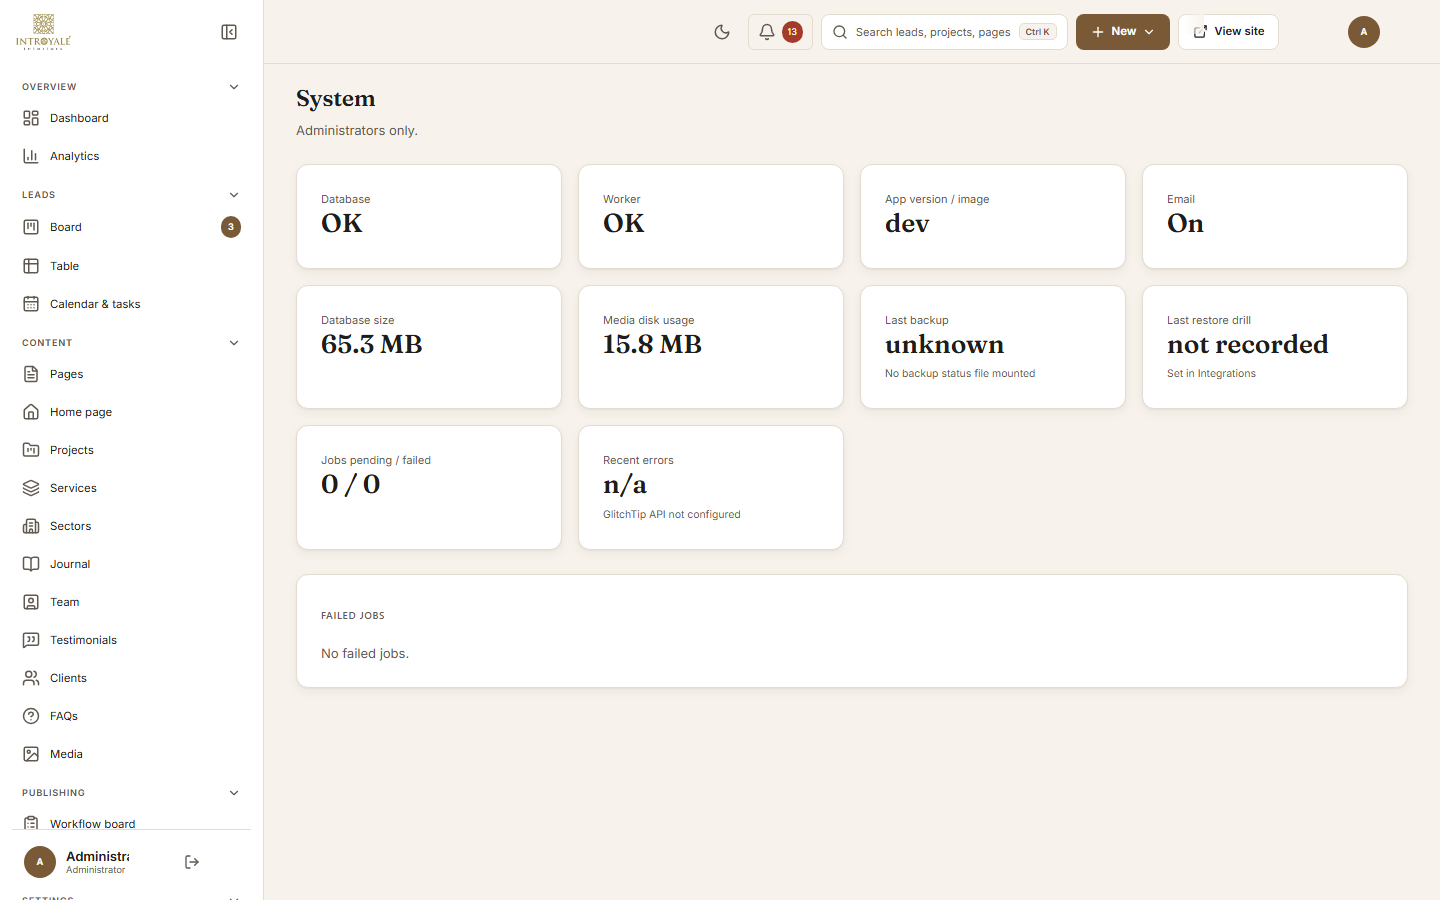 INTROYALE
interiors
13
Search leads, projects, pages
Ctrl K
New
View site
A
OVERVIEW
Dashboard
Analytics
LEADS
Board
3
Table
Calendar & tasks
CONTENT
Pages
Home page
Projects
Services
Sectors
Journal
Team
Testimonials
Clients
FAQs
Media
PUBLISHING
Workflow board
A
Administra
Administrator
SETTINGS
System
Administrators only.
Database
OK
Worker
OK
App version / image
dev
Email
On
Database size
65.3 MB
Media disk usage
15.8 MB
Last backup
unknown
No backup status file mounted
Last restore drill
not recorded
Set in Integrations
Jobs pending / failed
0 / 0
Recent errors
n/a
GlitchTip API not configured
FAILED JOBS
No failed jobs.